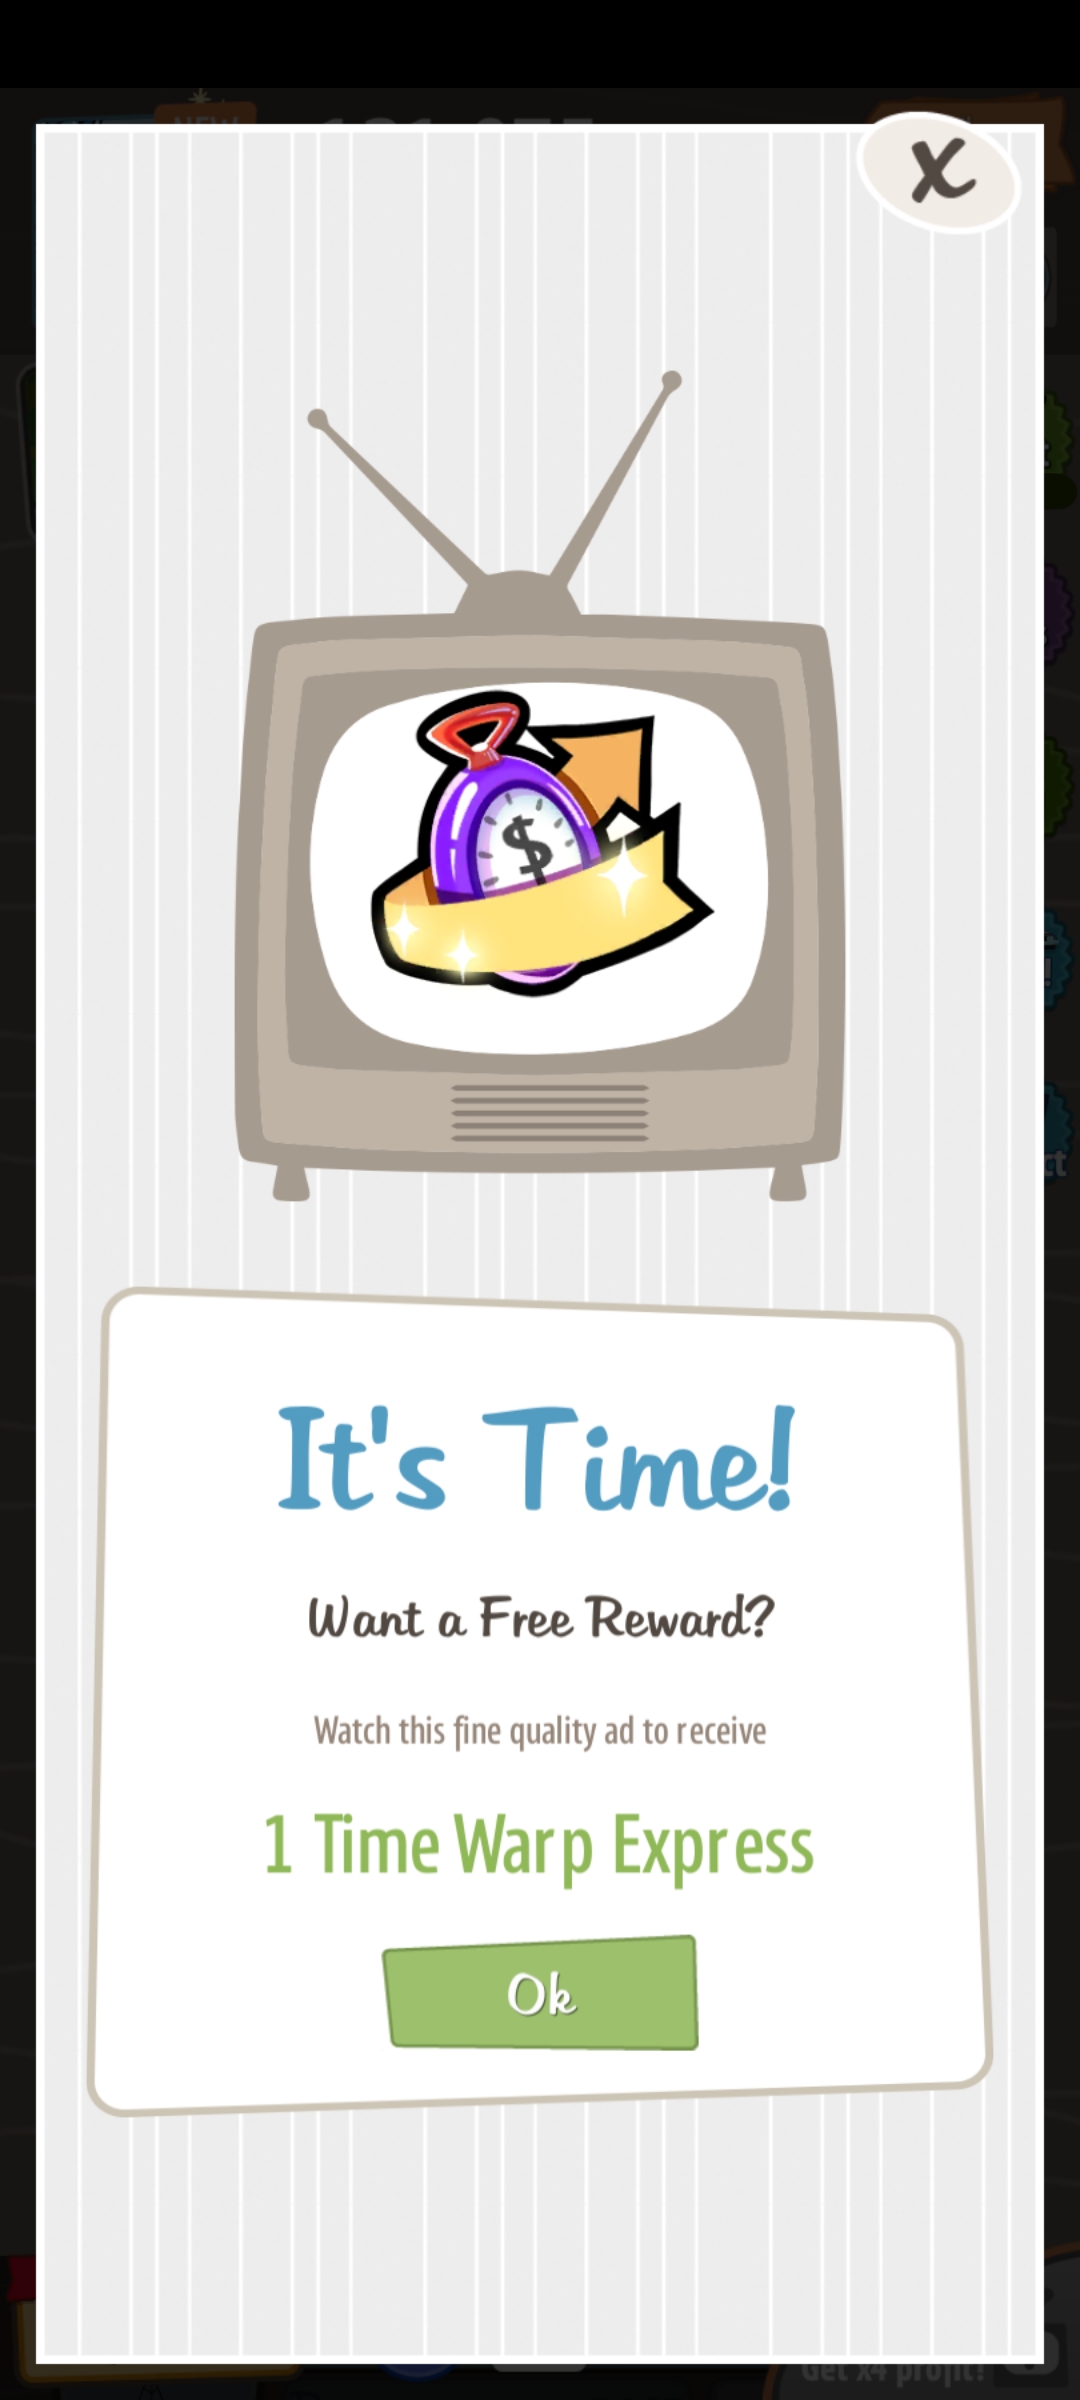 X
$
It's Time!
Want a Free Reward?
Watch this fine quality ad to receive
1 Time Warp Express
Ok
Get x4 profit!